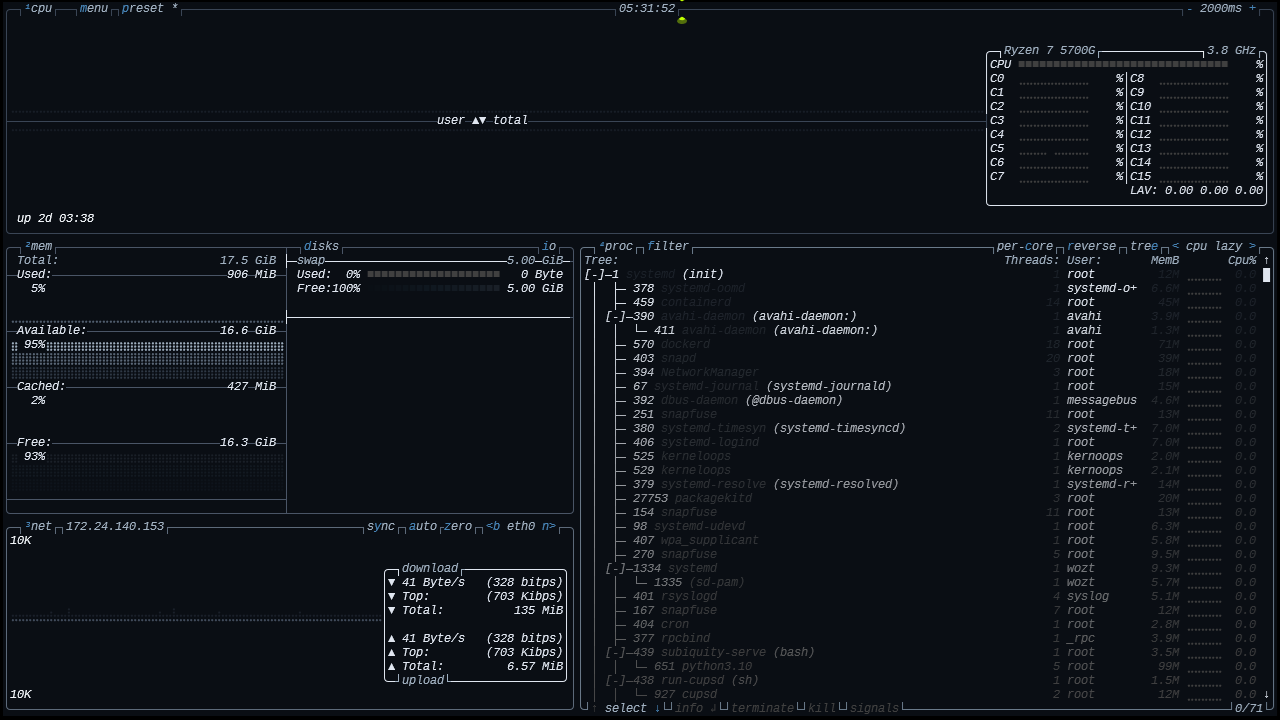 ¹cpu menu preset * 05:31:52 - 2000ms +
Ryzen 7 5700G 3.8 GHz
CPU %
C0 % C8 %
C1 % C9 %
C2 % C10 %
C3 % C11 %
C4 % C12 %
C5 % C13 %
C6 % C14 %
C7 % C15 %
LAV: 0.00 0.00 0.00
user ▲▼ total
up 2d 03:38
²mem
Total: 17.5 GiB
Used: 906 MiB
5%
Available: 16.6 GiB
95%
Cached: 427 MiB
2%
Free: 16.3 GiB
93%
disks io
swap 5.00 GiB
Used: 0% 0 Byte
Free:100% 5.00 GiB
³net 172.24.140.153 sync auto zero <b eth0 n>
10K
download
▼ 41 Byte/s (328 bitps)
▼ Top: (703 Kibps)
▼ Total: 135 MiB
▲ 41 Byte/s (328 bitps)
▲ Top: (703 Kibps)
▲ Total: 6.57 MiB
upload
10K
⁴proc filter per-core reverse tree < cpu lazy >
Tree: Threads: User: MemB Cpu% ↑
[-]─1 systemd (init) 1 root 12M 0.0
├─ 378 systemd-oomd 1 systemd-o+ 6.6M 0.0
├─ 459 containerd 14 root 45M 0.0
[-]─390 avahi-daemon (avahi-daemon:) 1 avahi 3.9M 0.0
└─ 411 avahi-daemon (avahi-daemon:) 1 avahi 1.3M 0.0
├─ 570 dockerd 18 root 71M 0.0
├─ 403 snapd 20 root 39M 0.0
├─ 394 NetworkManager 3 root 18M 0.0
├─ 67 systemd-journal (systemd-journald) 1 root 15M 0.0
├─ 392 dbus-daemon (@dbus-daemon) 1 messagebus 4.6M 0.0
├─ 251 snapfuse 11 root 13M 0.0
├─ 380 systemd-timesyn (systemd-timesyncd) 2 systemd-t+ 7.0M 0.0
├─ 406 systemd-logind 1 root 7.0M 0.0
├─ 525 kerneloops 1 kernoops 2.0M 0.0
├─ 529 kerneloops 1 kernoops 2.1M 0.0
├─ 379 systemd-resolve (systemd-resolved) 1 systemd-r+ 14M 0.0
├─ 27753 packagekitd 3 root 20M 0.0
├─ 154 snapfuse 11 root 13M 0.0
├─ 98 systemd-udevd 1 root 6.3M 0.0
├─ 407 wpa_supplicant 1 root 5.8M 0.0
├─ 270 snapfuse 5 root 9.5M 0.0
[-]─1334 systemd 1 wozt 9.3M 0.0
└─ 1335 (sd-pam) 1 wozt 5.7M 0.0
├─ 401 rsyslogd 4 syslog 5.1M 0.0
├─ 167 snapfuse 7 root 12M 0.0
├─ 404 cron 1 root 2.8M 0.0
├─ 377 rpcbind 1 _rpc 3.9M 0.0
[-]─439 subiquity-serve (bash) 1 root 3.5M 0.0
└─ 651 python3.10 5 root 99M 0.0
[-]─438 run-cupsd (sh) 1 root 1.5M 0.0
└─ 927 cupsd 2 root 12M 0.0 ↓
↑ select ↓ info ↲ terminate kill signals 0/71